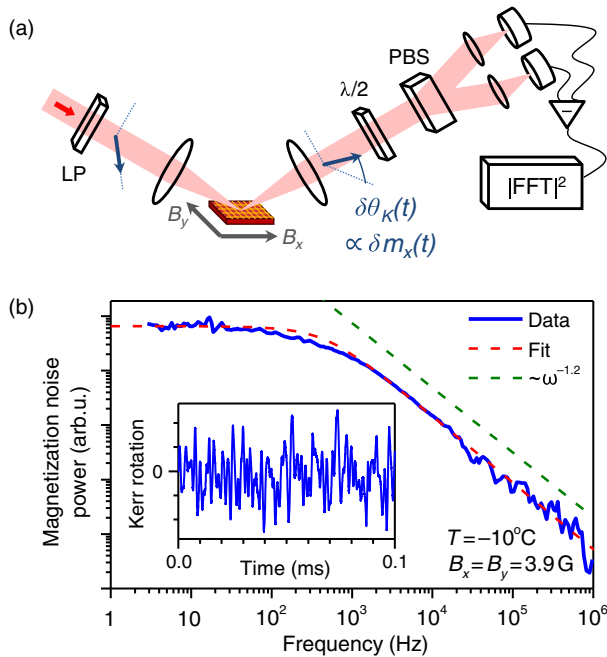 (a)
LP
λ/2
PBS
−
|FFT|²
B_y
B_x
δθ_K(t)
∝ δm_x(t)
(b)
Magnetization noise
power (arb.u.)
Data
Fit
~ω^−1.2
Kerr rotation
0
0.0
0.1
Time (ms)
T = −10°C
B_x = B_y = 3.9 G
1
10¹
10²
10³
10⁴
10⁵
10⁶
Frequency (Hz)